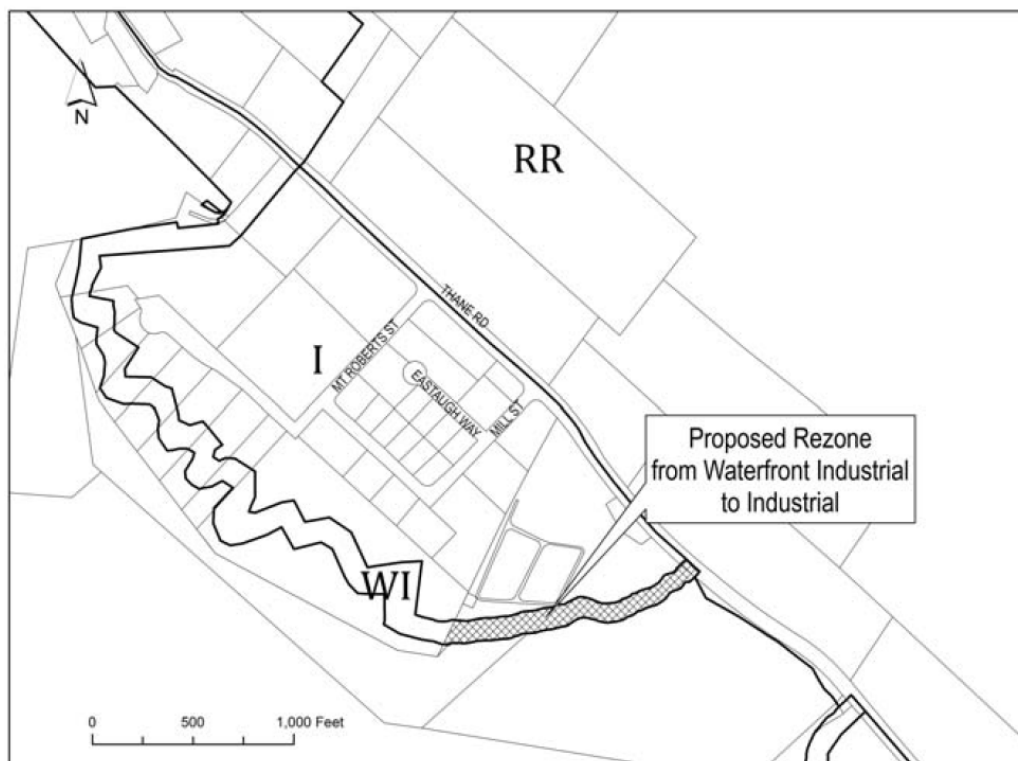 N
RR
THANE RD
MT ROBERTS ST
I
EASTAUGH WAY
MILL ST
Proposed Rezone
from Waterfront Industrial
to Industrial
WI
0 500 1,000 Feet